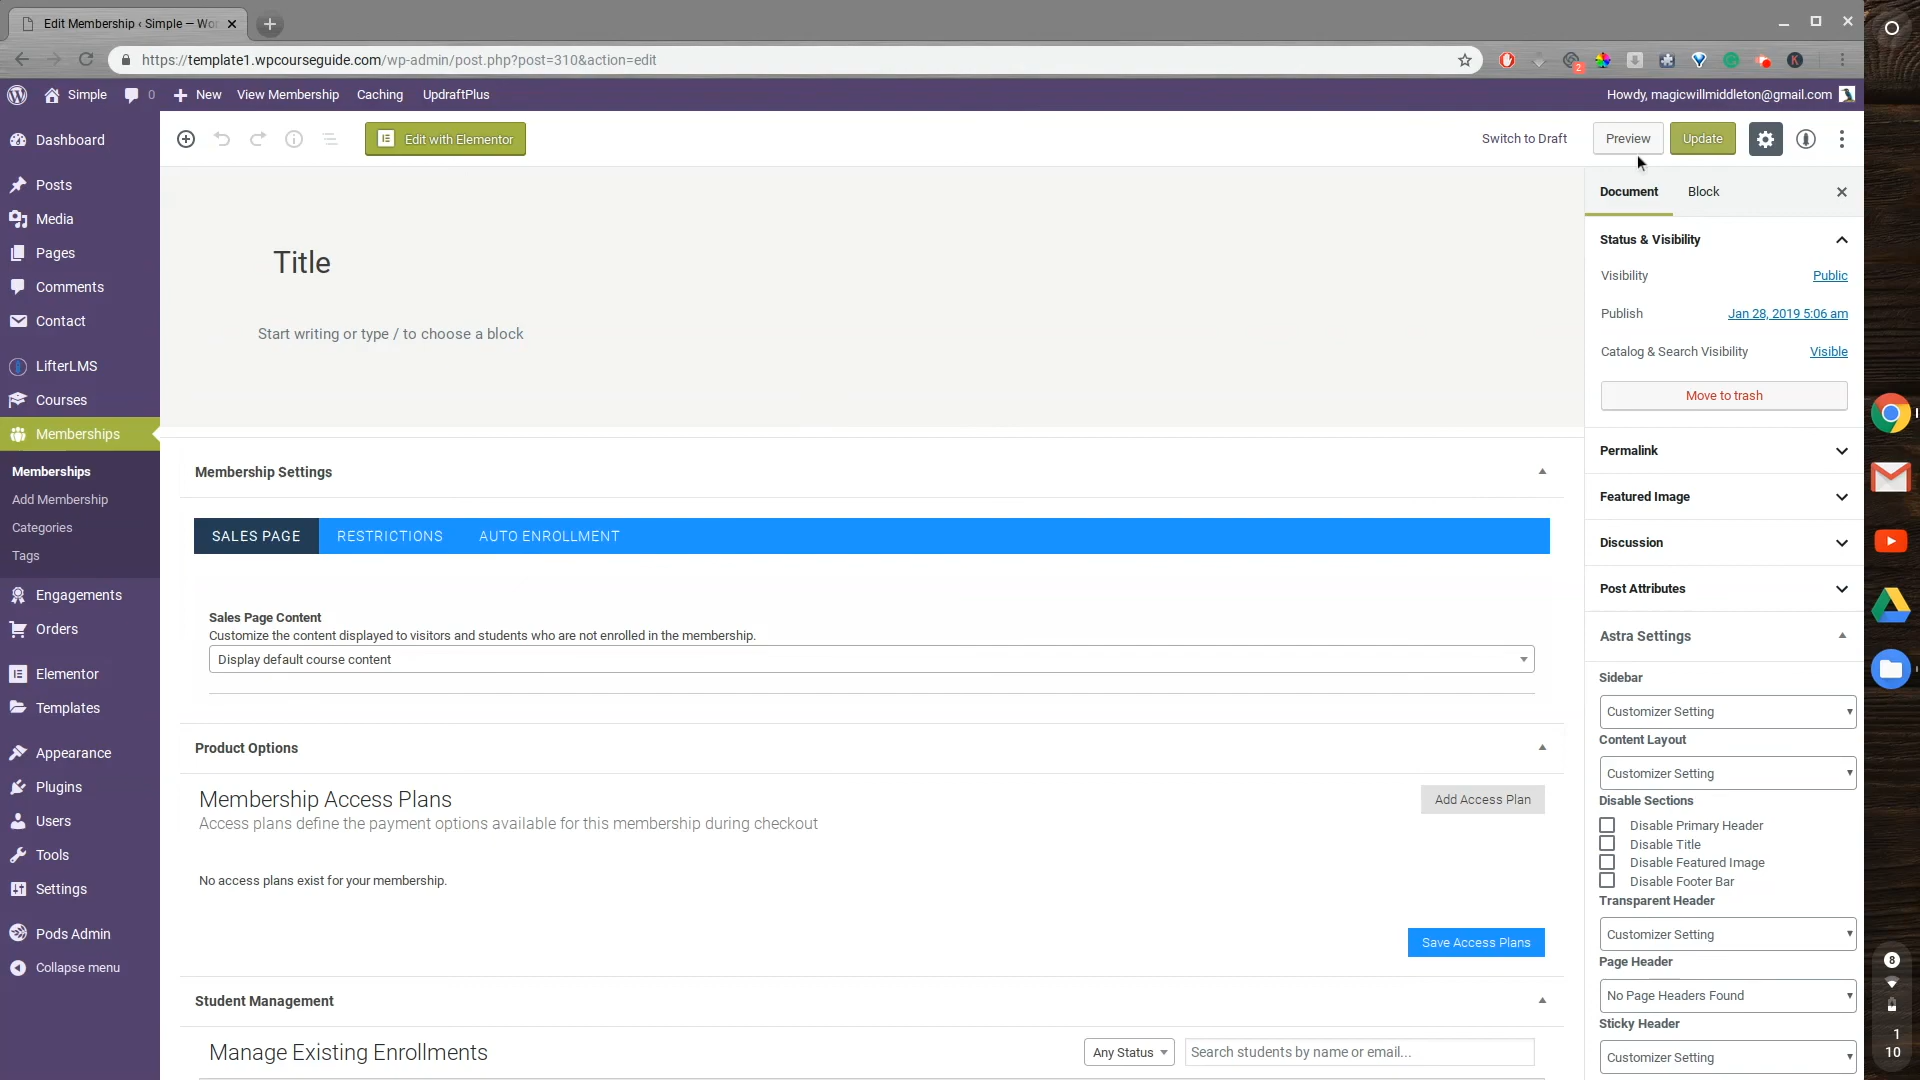 Edit Membership ‹ Simple — Wo
https://template1.wpcourseguide.com/wp-admin/post.php?post=310&action=edit
2
K
Simple
0
New
View Membership
Caching
UpdraftPlus
Howdy, magicwillmiddleton@gmail.com
Dashboard
Posts
Media
Pages
Comments
Contact
LifterLMS
Courses
Memberships
Memberships
Add Membership
Categories
Tags
Engagements
Orders
Elementor
Templates
Appearance
Plugins
Users
Tools
Settings
Pods Admin
Collapse menu
Edit with Elementor
Switch to Draft
Preview
Update
Title
Start writing or type / to choose a block
Membership Settings
SALES PAGE
RESTRICTIONS
AUTO ENROLLMENT
Sales Page Content
Customize the content displayed to visitors and students who are not enrolled in the membership.
Display default course content
Product Options
Membership Access Plans
Add Access Plan
Access plans define the payment options available for this membership during checkout
No access plans exist for your membership.
Save Access Plans
Student Management
Manage Existing Enrollments
Any Status
Search students by name or email...
Document
Block
Status & Visibility
Visibility
Public
Publish
Jan 28, 2019 5:06 am
Catalog & Search Visibility
Visible
Move to trash
Permalink
Featured Image
Discussion
Post Attributes
Astra Settings
Sidebar
Customizer Setting
Content Layout
Customizer Setting
Disable Sections
Disable Primary Header
Disable Title
Disable Featured Image
Disable Footer Bar
Transparent Header
Customizer Setting
Page Header
No Page Headers Found
Sticky Header
Customizer Setting
8
1
10